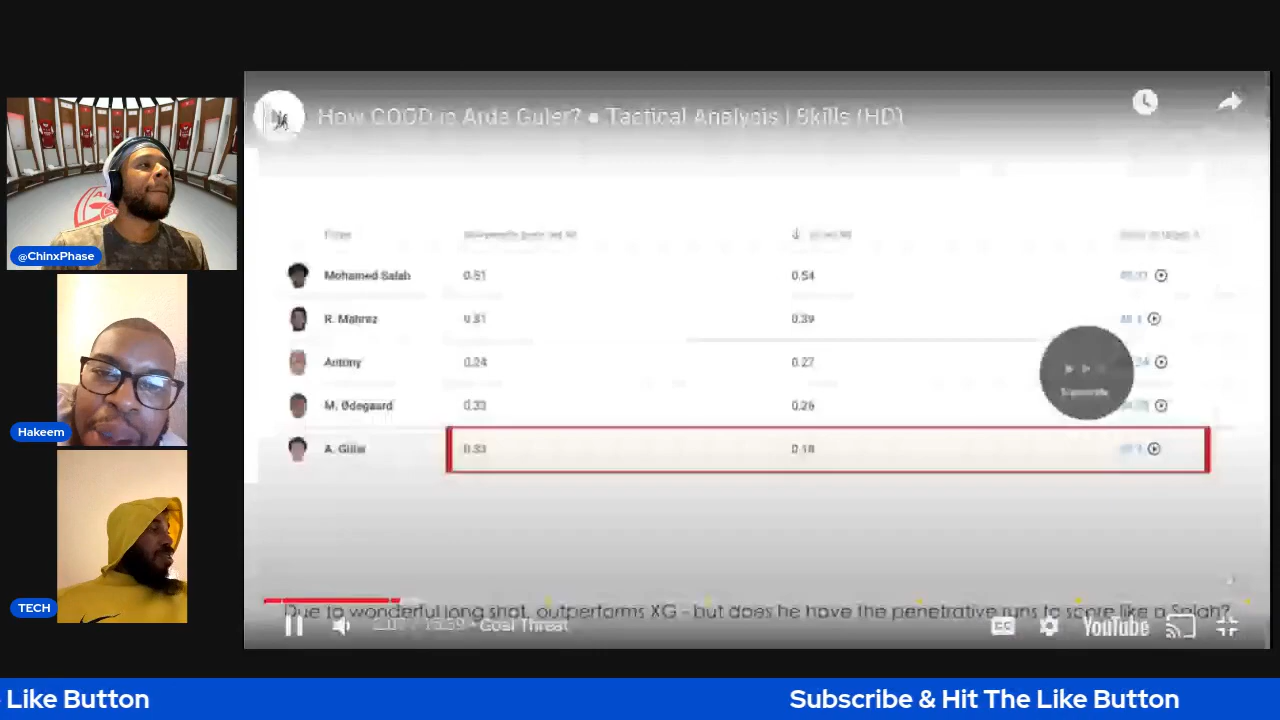 How GOOD is Arda Guler? ● Tactical Analysis | Skills (HD)
Mohamed Salah 0.51 0.54
R. Mahrez 0.31 0.39
Antony 0.24 0.27
M. Ødegaard 0.33 0.26
A. Güler 0.33 0.18
Due to wonderful long shot, outperforms XG - but does he have the penetrative runs to score like a Salah?
Goal Threat
CC
YouTube
@ChinxPhase
Hakeem
TECH
Like Button
Subscribe & Hit The Like Button